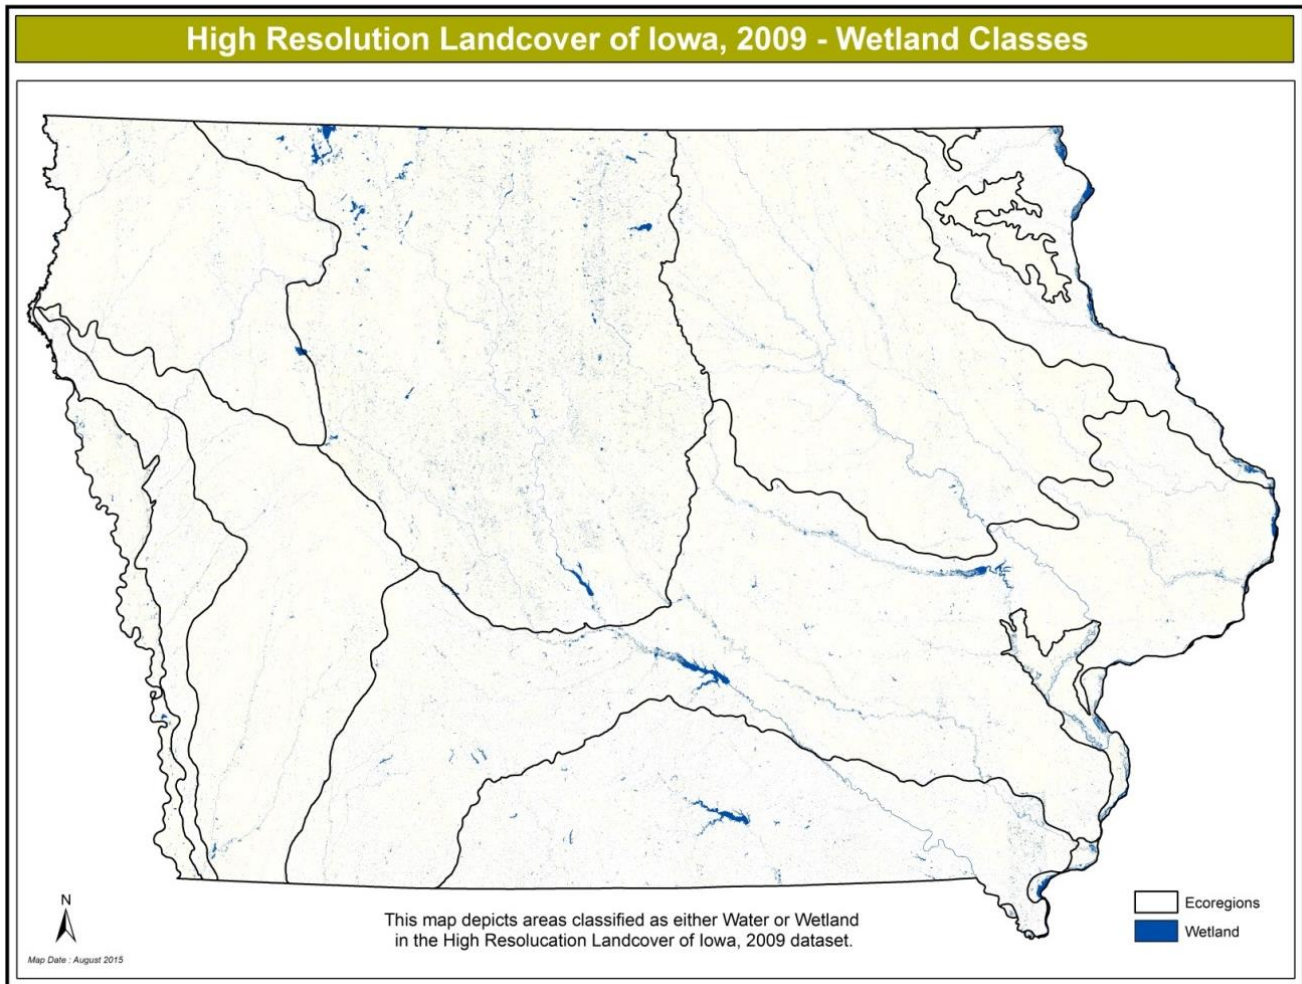 High Resolution Landcover of Iowa, 2009 - Wetland Classes
N
Map Date : August 2015
This map depicts areas classified as either Water or Wetland
in the High Resolucation Landcover of Iowa, 2009 dataset.
Ecoregions
Wetland